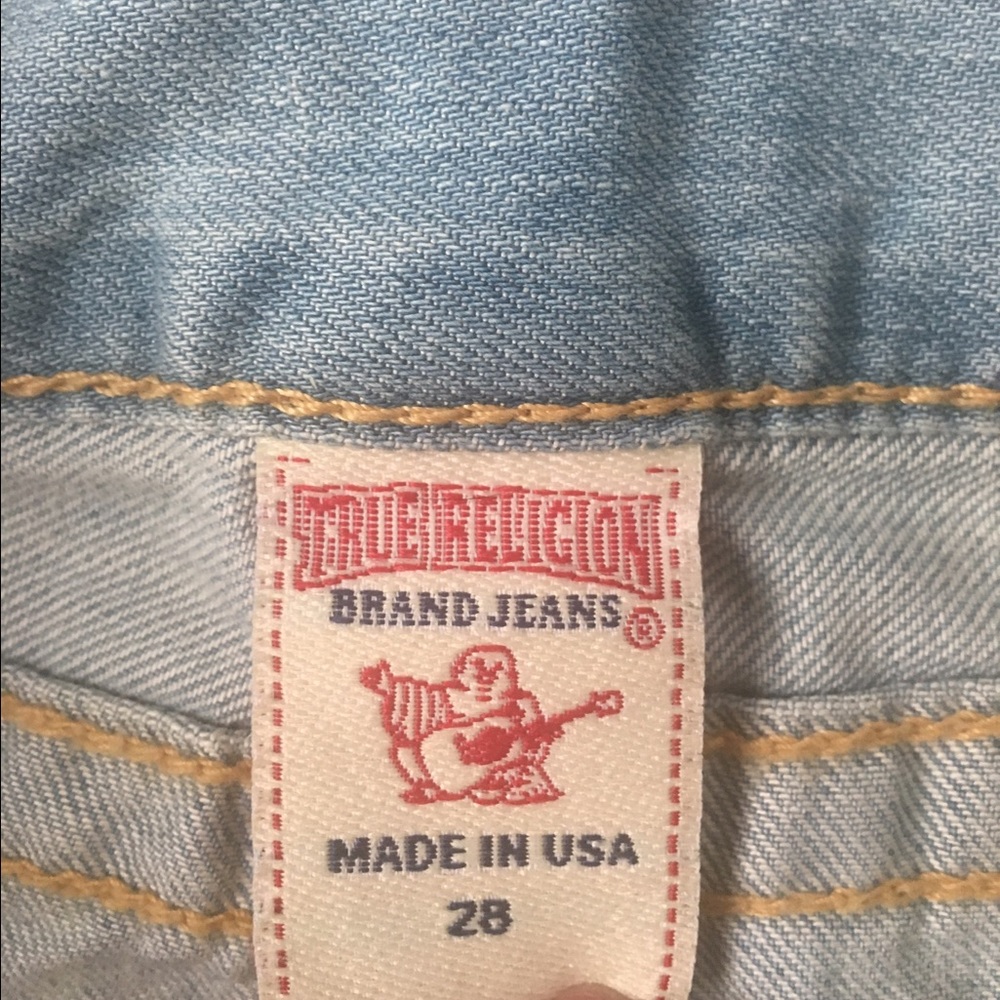 TRUE RELIGION
BRAND JEANS®
MADE IN USA
28